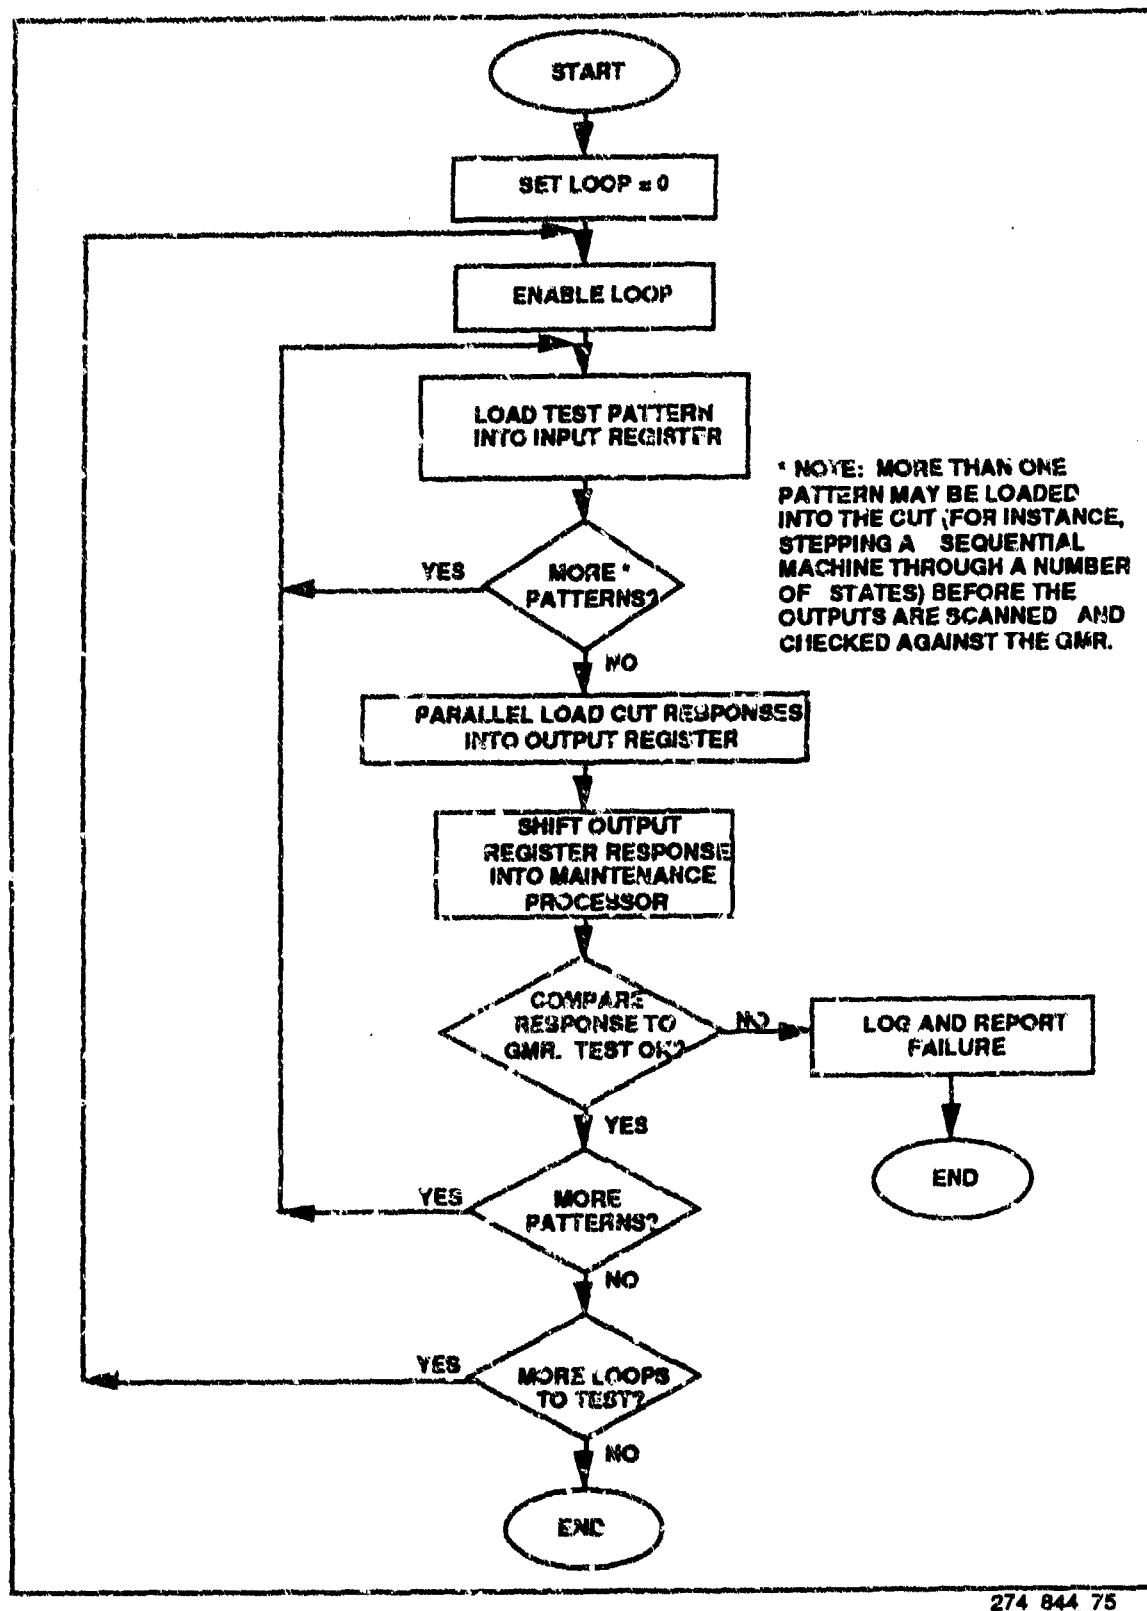 START
SET LOOP = 0
ENABLE LOOP
LOAD TEST PATTERN
INTO INPUT REGISTER
* NOTE: MORE THAN ONE
PATTERN MAY BE LOADED
INTO THE CUT (FOR INSTANCE,
STEPPING A SEQUENTIAL
MACHINE THROUGH A NUMBER
OF STATES) BEFORE THE
OUTPUTS ARE SCANNED AND
CHECKED AGAINST THE GMR.
YES
MORE *
PATTERNS?
NO
PARALLEL LOAD CUT RESPONSES
INTO OUTPUT REGISTER
SHIFT OUTPUT
REGISTER RESPONSE
INTO MAINTENANCE
PROCESSOR
COMPARE
RESPONSE TO
GMR. TEST OK?
NO
LOG AND REPORT
FAILURE
YES
END
YES
MORE
PATTERNS?
NO
YES
MORE LOOPS
TO TEST?
NO
END
274 844 75